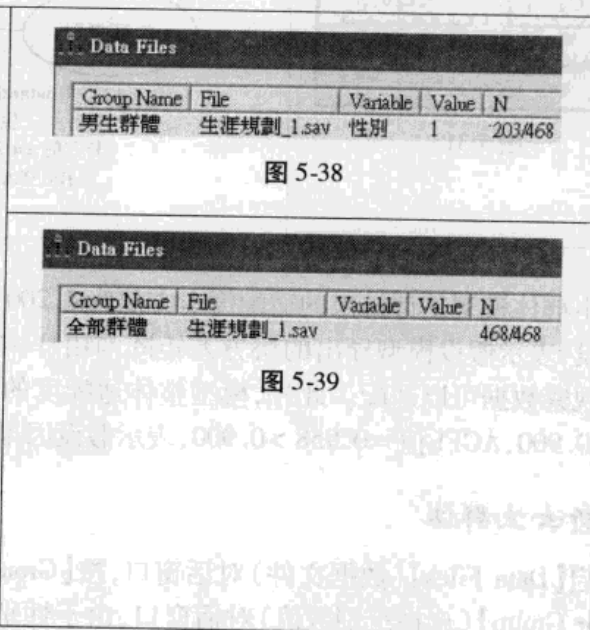 Data Files
Group Name File Variable Value N
男生群體 生涯規劃_1.sav 性別 1 203/468
图 5-38
Data Files
Group Name File Variable Value N
全部群體 生涯規劃_1.sav 468/468
图 5-39